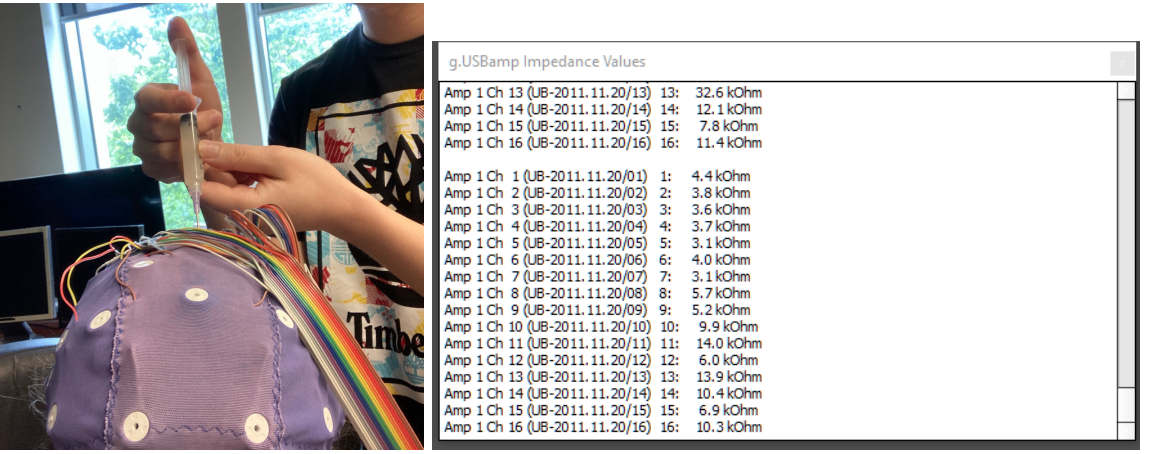 Timbe
g.USBamp Impedance Values
Amp 1 Ch 13 (UB-2011.11.20/13) 13: 32.6 kOhm
Amp 1 Ch 14 (UB-2011.11.20/14) 14: 12.1 kOhm
Amp 1 Ch 15 (UB-2011.11.20/15) 15: 7.8 kOhm
Amp 1 Ch 16 (UB-2011.11.20/16) 16: 11.4 kOhm
Amp 1 Ch 1 (UB-2011.11.20/01) 1: 4.4 kOhm
Amp 1 Ch 2 (UB-2011.11.20/02) 2: 3.8 kOhm
Amp 1 Ch 3 (UB-2011.11.20/03) 3: 3.6 kOhm
Amp 1 Ch 4 (UB-2011.11.20/04) 4: 3.7 kOhm
Amp 1 Ch 5 (UB-2011.11.20/05) 5: 3.1 kOhm
Amp 1 Ch 6 (UB-2011.11.20/06) 6: 4.0 kOhm
Amp 1 Ch 7 (UB-2011.11.20/07) 7: 3.1 kOhm
Amp 1 Ch 8 (UB-2011.11.20/08) 8: 5.7 kOhm
Amp 1 Ch 9 (UB-2011.11.20/09) 9: 5.2 kOhm
Amp 1 Ch 10 (UB-2011.11.20/10) 10: 9.9 kOhm
Amp 1 Ch 11 (UB-2011.11.20/11) 11: 14.0 kOhm
Amp 1 Ch 12 (UB-2011.11.20/12) 12: 6.0 kOhm
Amp 1 Ch 13 (UB-2011.11.20/13) 13: 13.9 kOhm
Amp 1 Ch 14 (UB-2011.11.20/14) 14: 10.4 kOhm
Amp 1 Ch 15 (UB-2011.11.20/15) 15: 6.9 kOhm
Amp 1 Ch 16 (UB-2011.11.20/16) 16: 10.3 kOhm